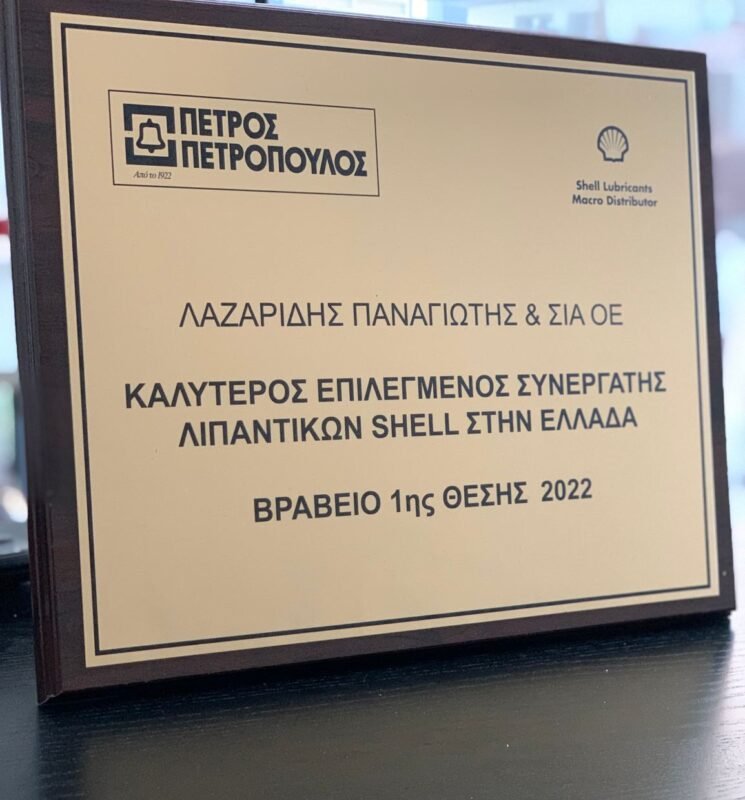 ΠΕΤΡΟΣ
ΠΕΤΡΟΠΟΥΛΟΣ
Από το 1922
Shell Lubricants
Macro Distributor
ΛΑΖΑΡΙΔΗΣ ΠΑΝΑΓΙΩΤΗΣ & ΣΙΑ ΟΕ
ΚΑΛΥΤΕΡΟΣ ΕΠΙΛΕΓΜΕΝΟΣ ΣΥΝΕΡΓΑΤΗΣ
ΛΙΠΑΝΤΙΚΩΝ SHELL ΣΤΗΝ ΕΛΛΑΔΑ
ΒΡΑΒΕΙΟ 1ης ΘΕΣΗΣ 2022